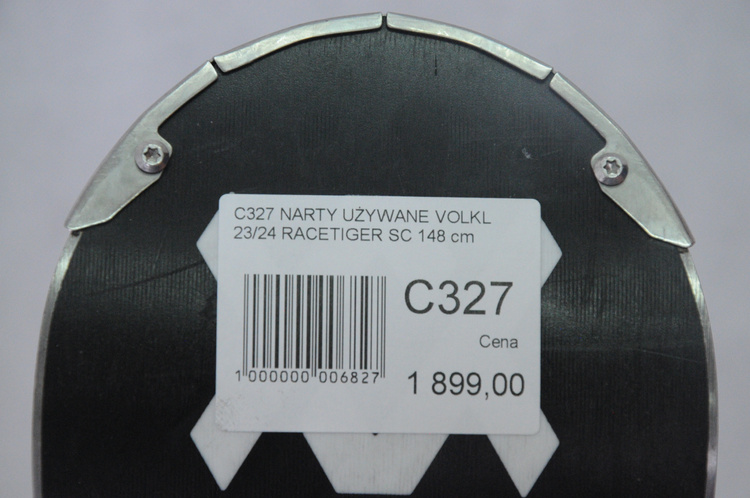 C327 NARTY UŻYWANE VOLKL
23/24 RACETIGER SC 148 cm
C327
Cena
1 000000 006827
1 899,00